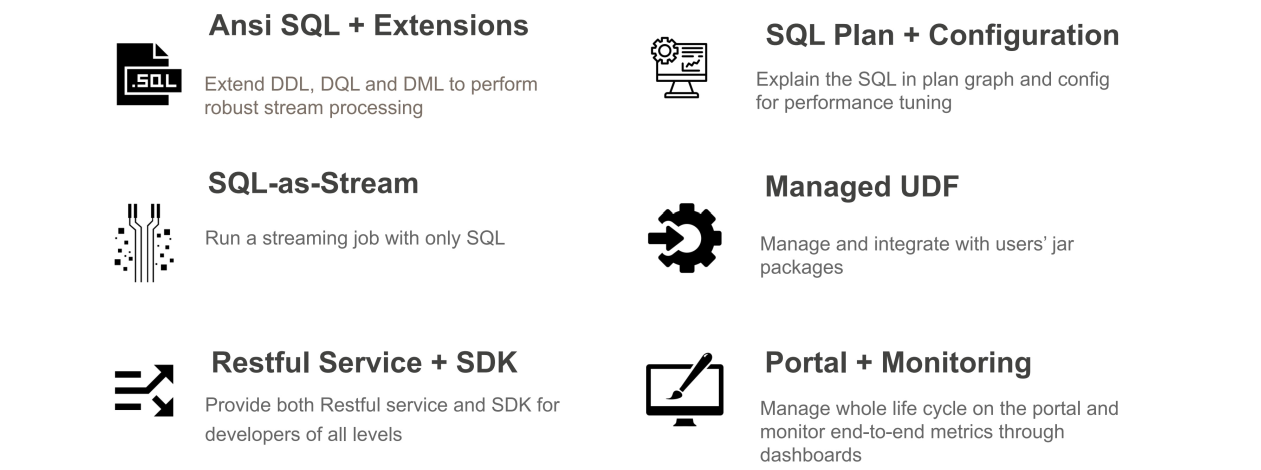 Ansi SQL + Extensions
.SQL
Extend DDL, DQL and DML to perform
robust stream processing
SQL Plan + Configuration
Explain the SQL in plan graph and config
for performance tuning
SQL-as-Stream
Run a streaming job with only SQL
Managed UDF
Manage and integrate with users’ jar
packages
Restful Service + SDK
Provide both Restful service and SDK for
developers of all levels
Portal + Monitoring
Manage whole life cycle on the portal and
monitor end-to-end metrics through
dashboards